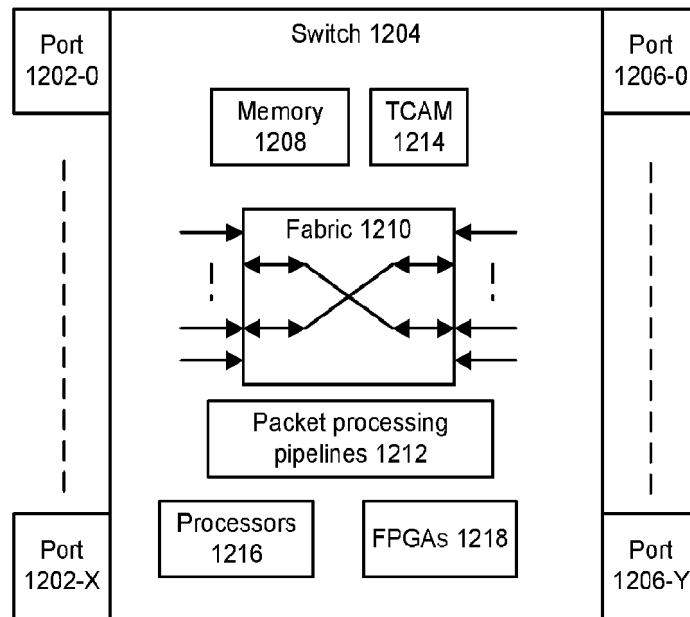 Port
1202-0
Switch 1204
Port
1206-0
Memory
1208
TCAM
1214
Fabric 1210
Packet processing
pipelines 1212
Processors
1216
FPGAs 1218
Port
1202-X
Port
1206-Y